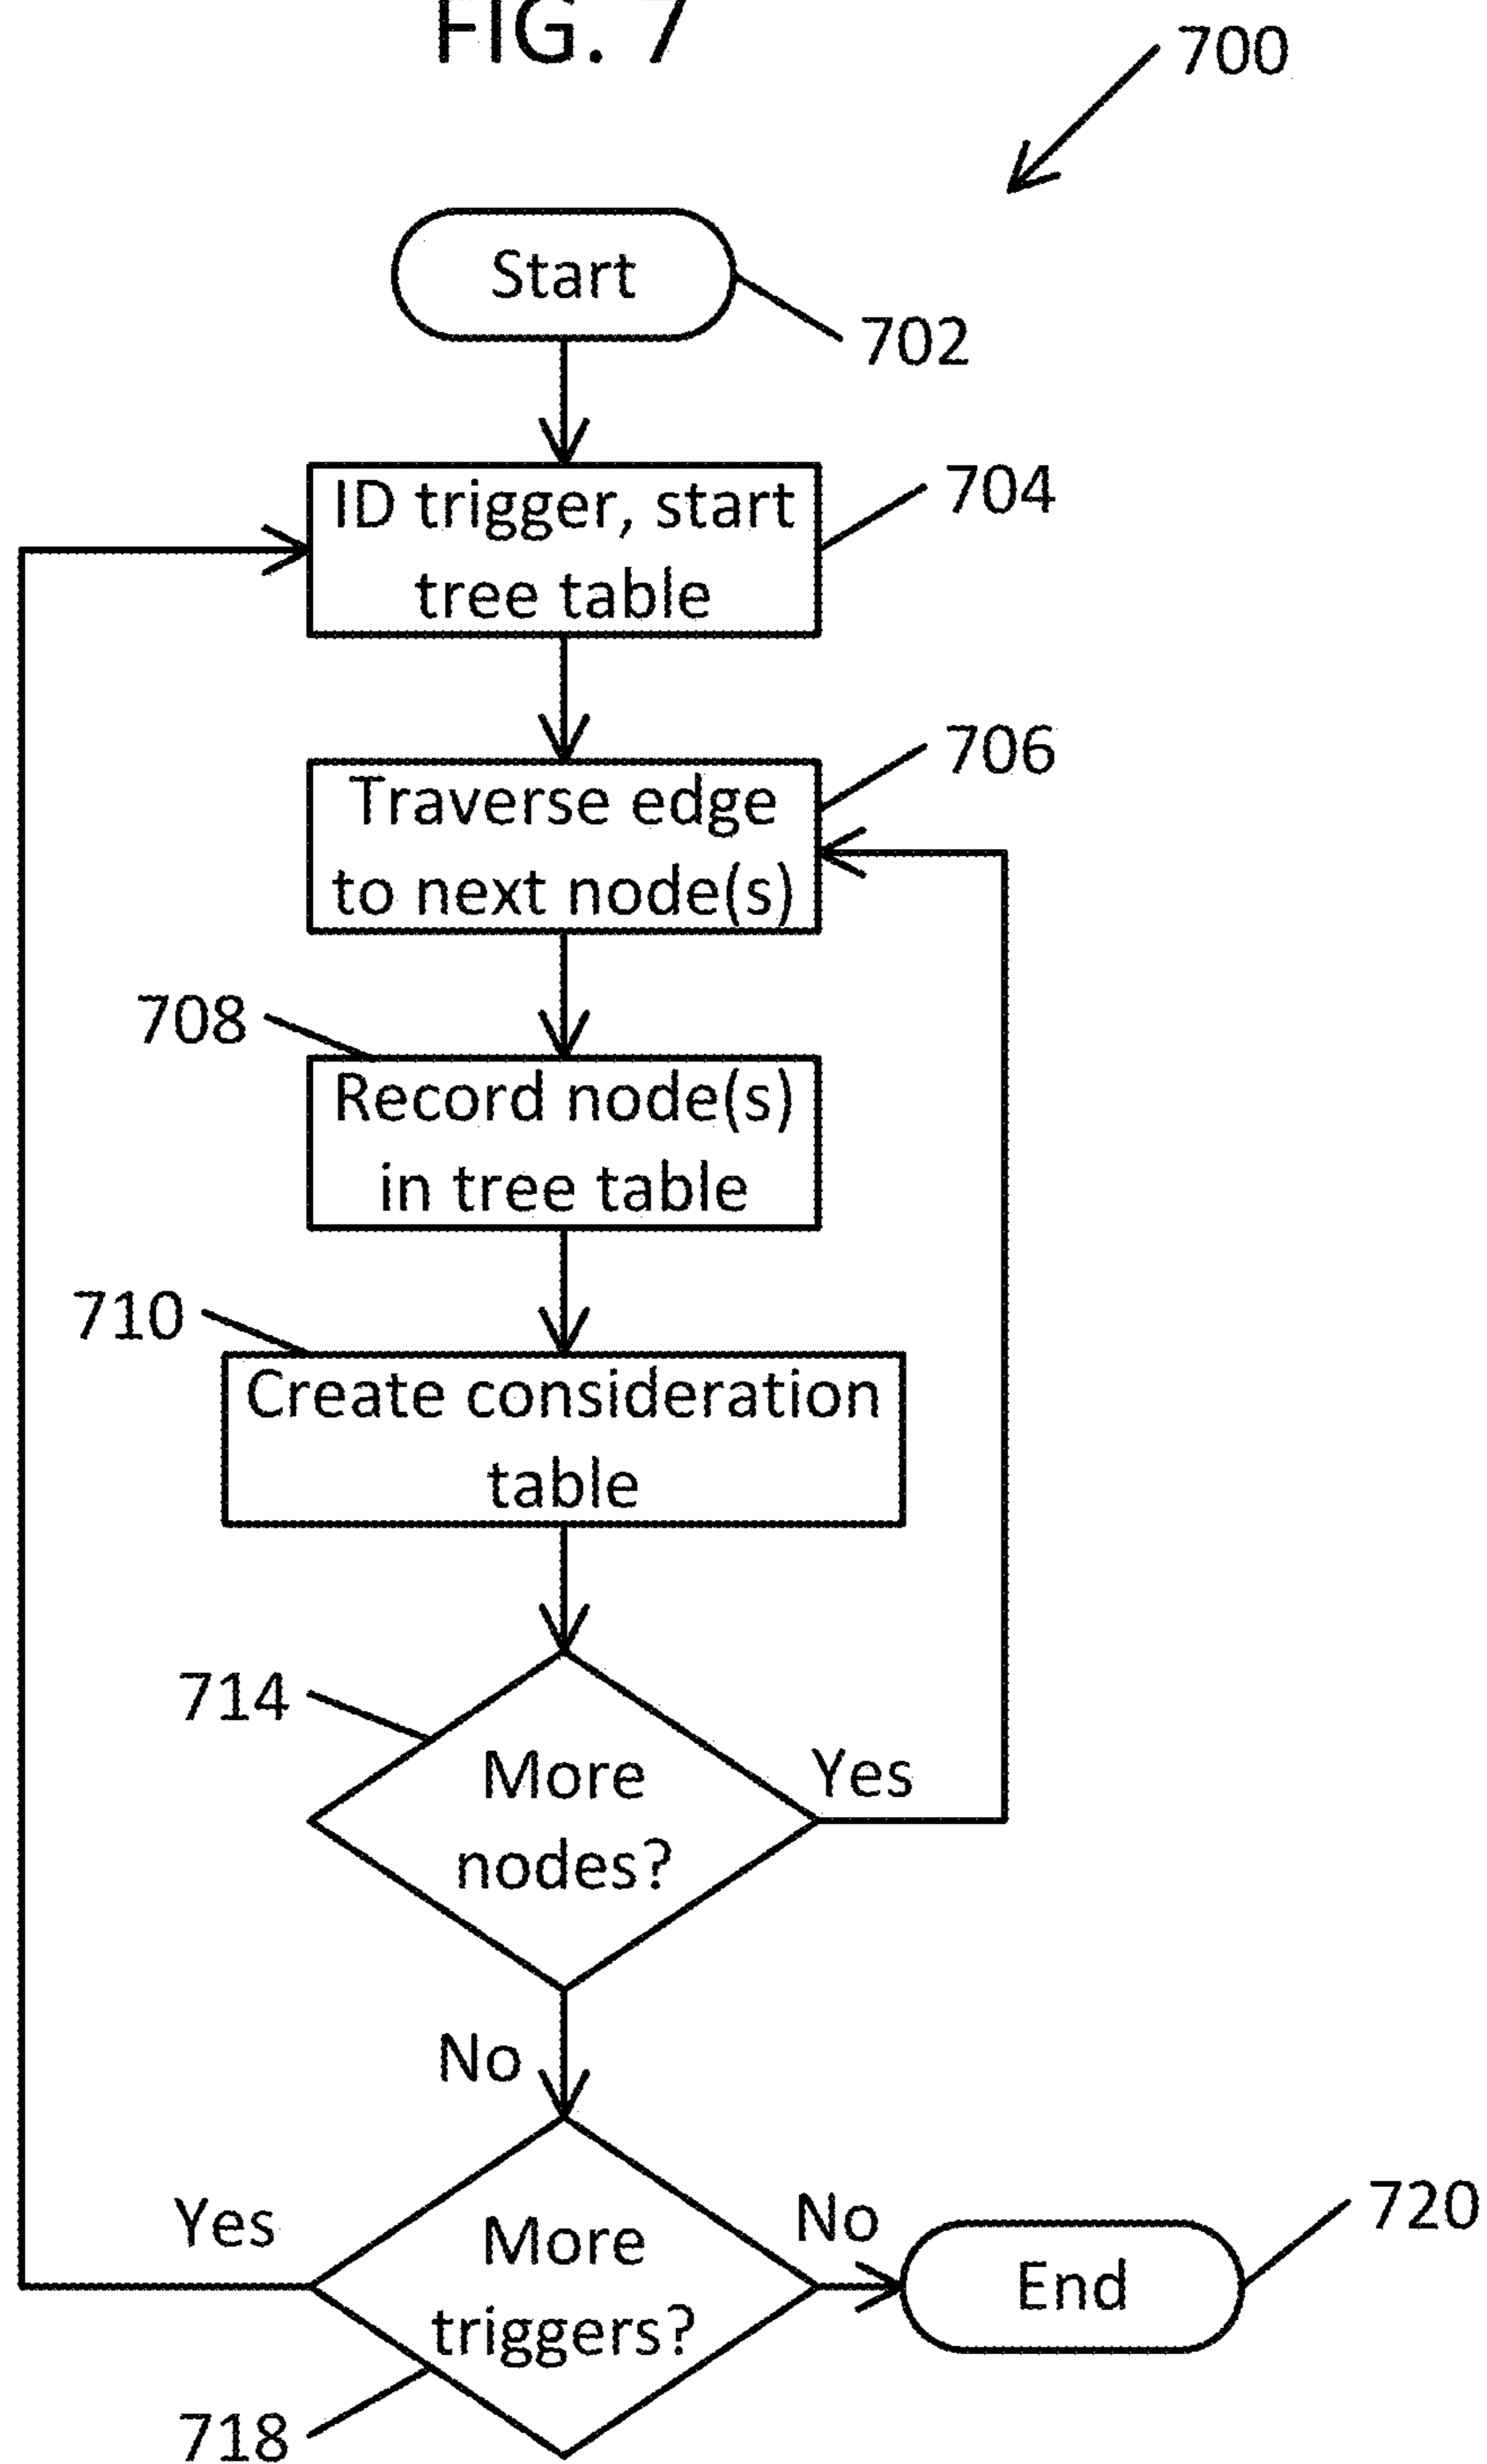 FIG. 7
700
Start
702
ID trigger, start
tree table
704
Traverse edge
to next node(s)
706
708
Record node(s)
in tree table
710
Create consideration
table
714
More
nodes?
Yes
No
More
triggers?
Yes
No
End
720
718